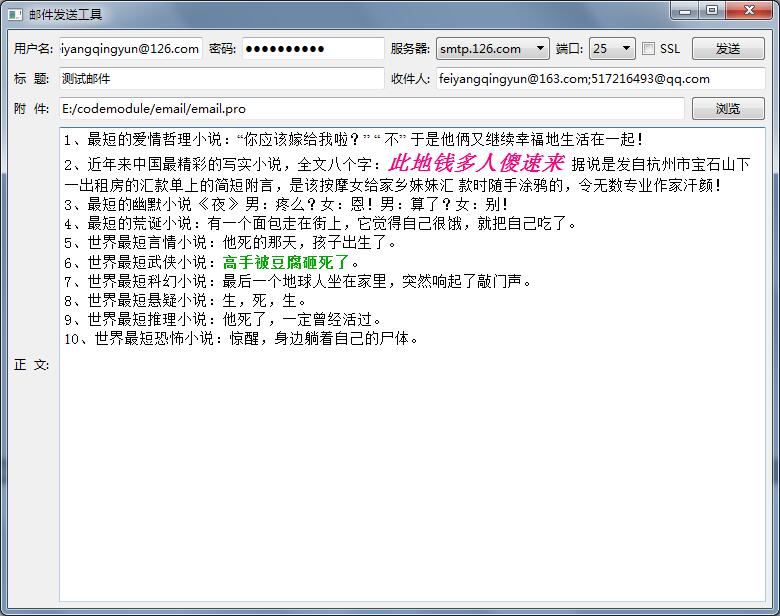 邮件发送工具
用户名: eiyangqingyun@126.com 密码: ●●●●●●●●●● 服务器: smtp.126.com 端口: 25 SSL 发送
标 题: 测试邮件 收件人: feiyangqingyun@163.com;517216493@qq.com
附 件: E:/codemodule/email/email.pro 浏览
1、最短的爱情哲理小说：“你应该嫁给我啦？” “ 不” 于是他俩又继续幸福地生活在一起！
2、近年来中国最精彩的写实小说，全文八个字：此地钱多人傻速来 据说是发自杭州市宝石山下
一出租房的汇款单上的简短附言，是该按摩女给家乡妹妹汇 款时随手涂鸦的，令无数专业作家汗颜！
3、最短的幽默小说 《 夜 》 男：疼么？女：恩！男：算了？女：别！
4、最短的荒诞小说：有一个面包走在街上，它觉得自己很饿，就把自己吃了。
5、世界最短言情小说：他死的那天，孩子出生了。
6、世界最短武侠小说：高手被豆腐砸死了。
7、世界最短科幻小说：最后一个地球人坐在家里，突然响起了敲门声。
8、世界最短悬疑小说：生，死，生。
9、世界最短推理小说：他死了，一定曾经活过。
10、世界最短恐怖小说：惊醒，身边躺着自己的尸体。
正 文: